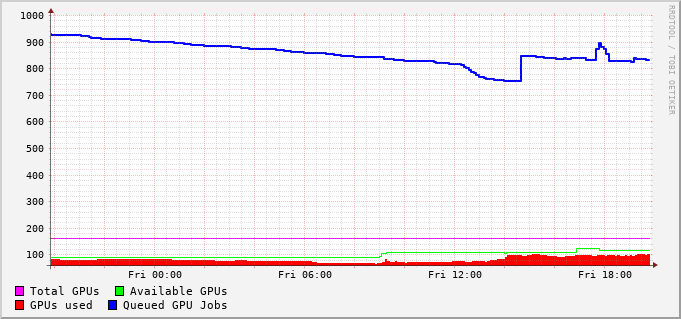 1000
900
800
700
600
500
400
300
200
100
Fri 00:00 Fri 06:00 Fri 12:00 Fri 18:00
Total GPUs Available GPUs
GPUs used Queued GPU Jobs
RRDTOOL / TOBI OETIKER